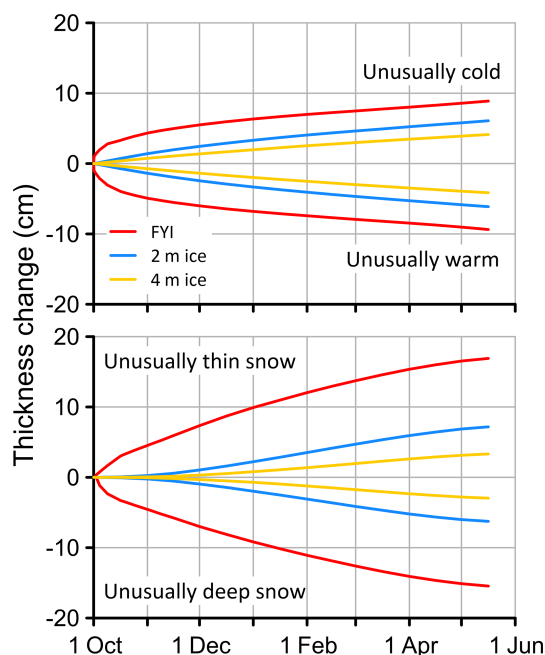 Thickness change (cm)
20
10
0
-10
-20
Unusually cold
FYI
2 m ice
4 m ice
Unusually warm
20
10
0
-10
-20
Unusually thin snow
Unusually deep snow
1 Oct 1 Dec 1 Feb 1 Apr 1 Jun